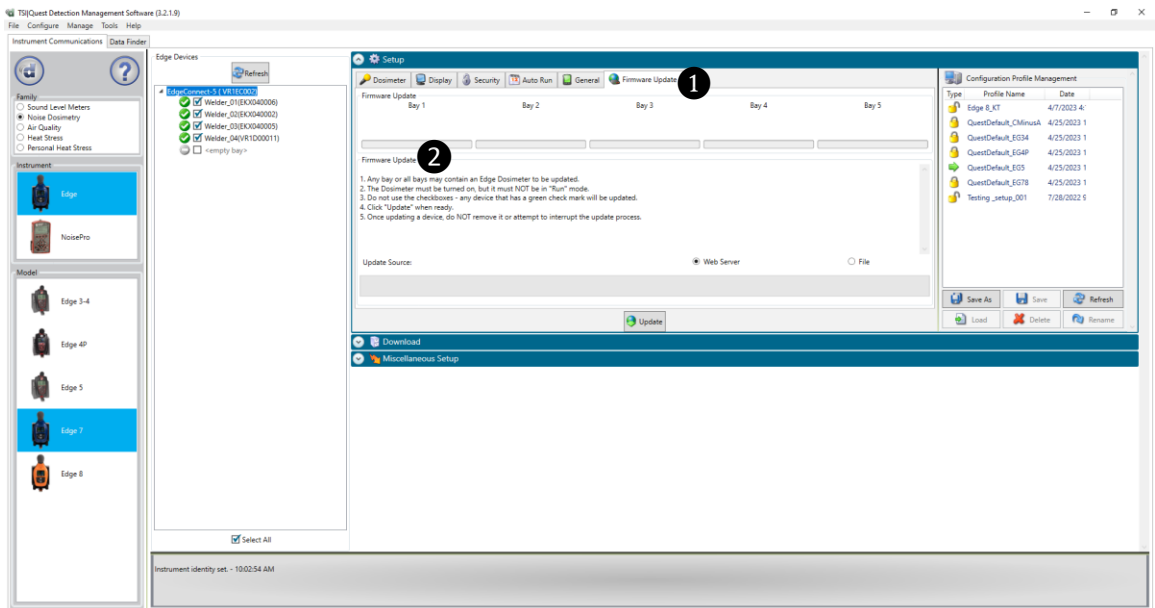 TSI|Quest Detection Management Software (3.2.1.9)
File Configure Manage Tools Help
Instrument Communications Data Finder
Family
Sound Level Meters
Noise Dosimetry
Air Quality
Heat Stress
Personal Heat Stress
Instrument
Edge
NoisePro
Model
Edge 3-4
Edge 4P
Edge 5
Edge 7
Edge 8
Edge Devices
Refresh
EdgeConnect-5 ( VR1EC002)
Welder_01(EKX040006)
Welder_02(EKX040002)
Welder_03(EKX040005)
Welder_04(VR1D00011)
<empty bay>
Select All
Setup
Dosimeter Display Security Auto Run General Firmware Update
1
Firmware Update
Bay 1 Bay 2 Bay 3 Bay 4 Bay 5
Firmware Update
2
1. Any bay or all bays may contain an Edge Dosimeter to be updated.
2. The Dosimeter must be turned on, but it must NOT be in "Run" mode.
3. Do not use the checkboxes - any device that has a green check mark will be updated.
4. Click "Update" when ready.
5. Once updating a device, do NOT remove it or attempt to interrupt the update process.
Update Source: Web Server File
Update
Configuration Profile Management
Type Profile Name Date
Edge 8_KT 4/7/2023 4:
QuestDefault_CMinusA 4/25/2023 1
QuestDefault_EG34 4/25/2023 1
QuestDefault_EG4P 4/25/2023 1
QuestDefault_EG5 4/25/2023 1
QuestDefault_EG78 4/25/2023 1
Testing _setup_001 7/28/2022 9
Save As Save Refresh
Load Delete Rename
Download
Miscellaneous Setup
Instrument identity set. - 10:02:54 AM